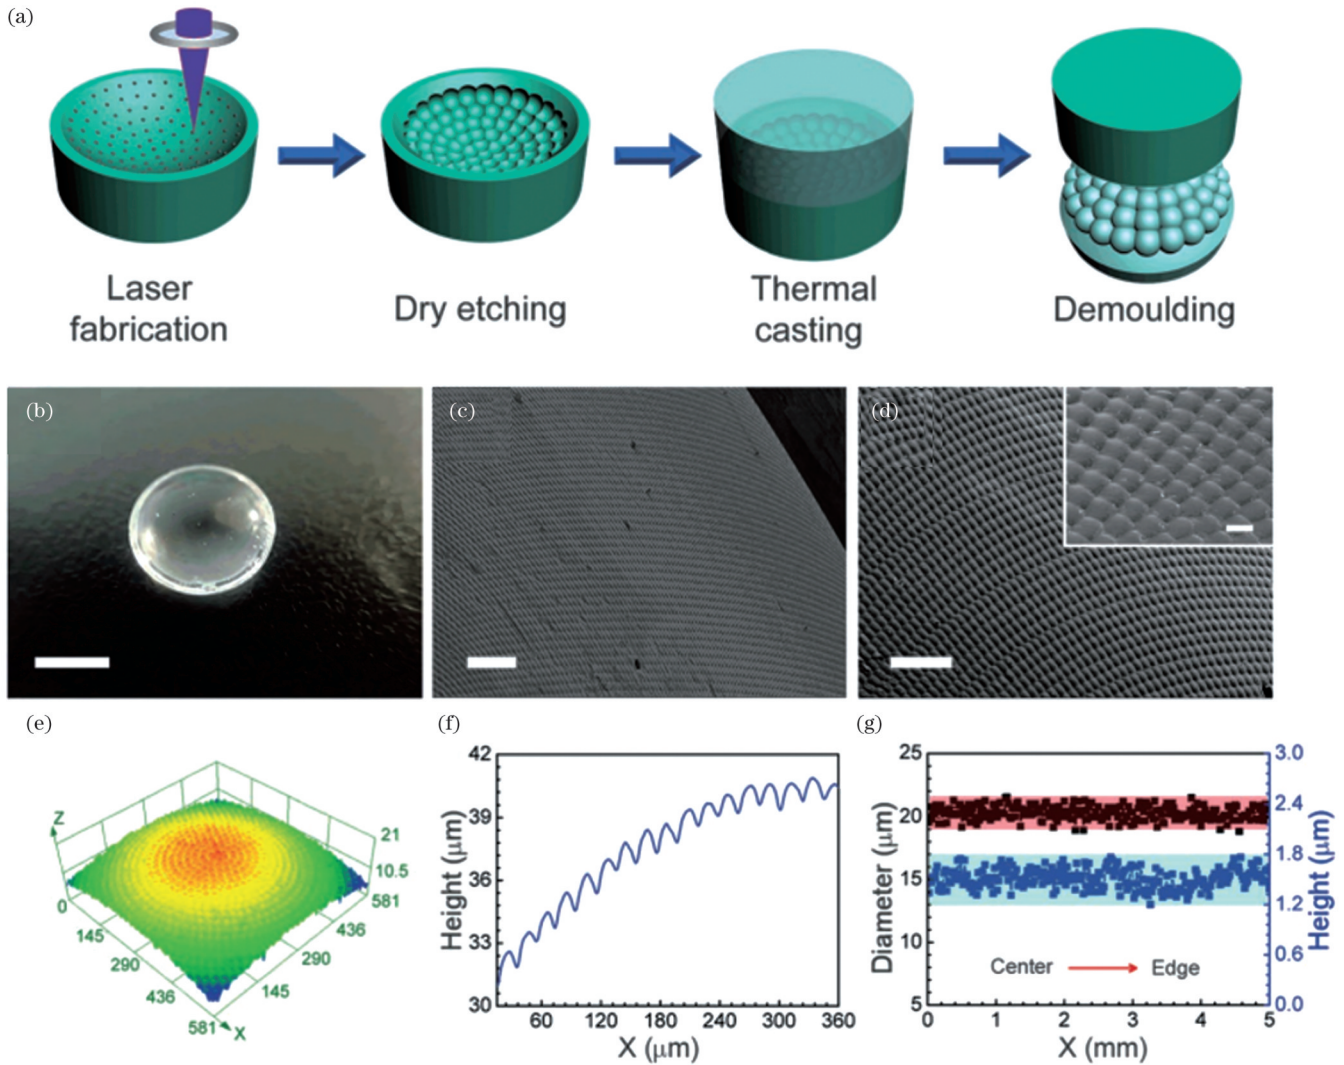 (a)
Laser
fabrication
Dry etching
Thermal
casting
Demoulding
(b)
(c)
(d)
(e)
Z
21
10.5
0
581
145
436
290
290
436
145
581
X
(f)
42
39
36
33
30
Height (μm)
60 120 180 240 300 360
X (μm)
(g)
25
20
15
10
5
Diameter (μm)
3.0
2.4
1.8
1.2
0.6
0.0
Height (μm)
Center Edge
0 1 2 3 4 5
X (mm)